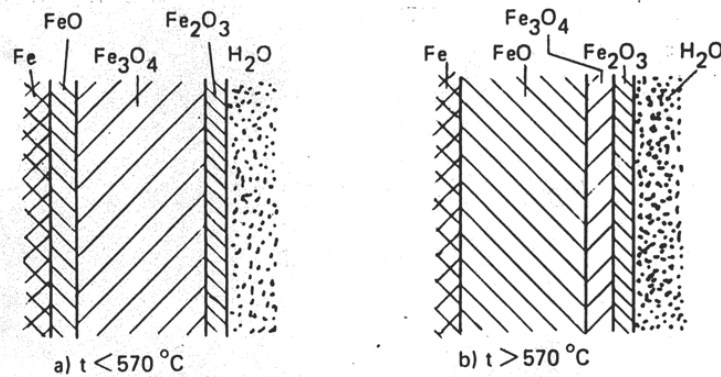 FeO
Fe₂O₃
Fe
Fe₃O₄
H₂O
a) t < 570 °C
Fe₃O₄
Fe
FeO
Fe₂O₃
H₂O
b) t > 570 °C